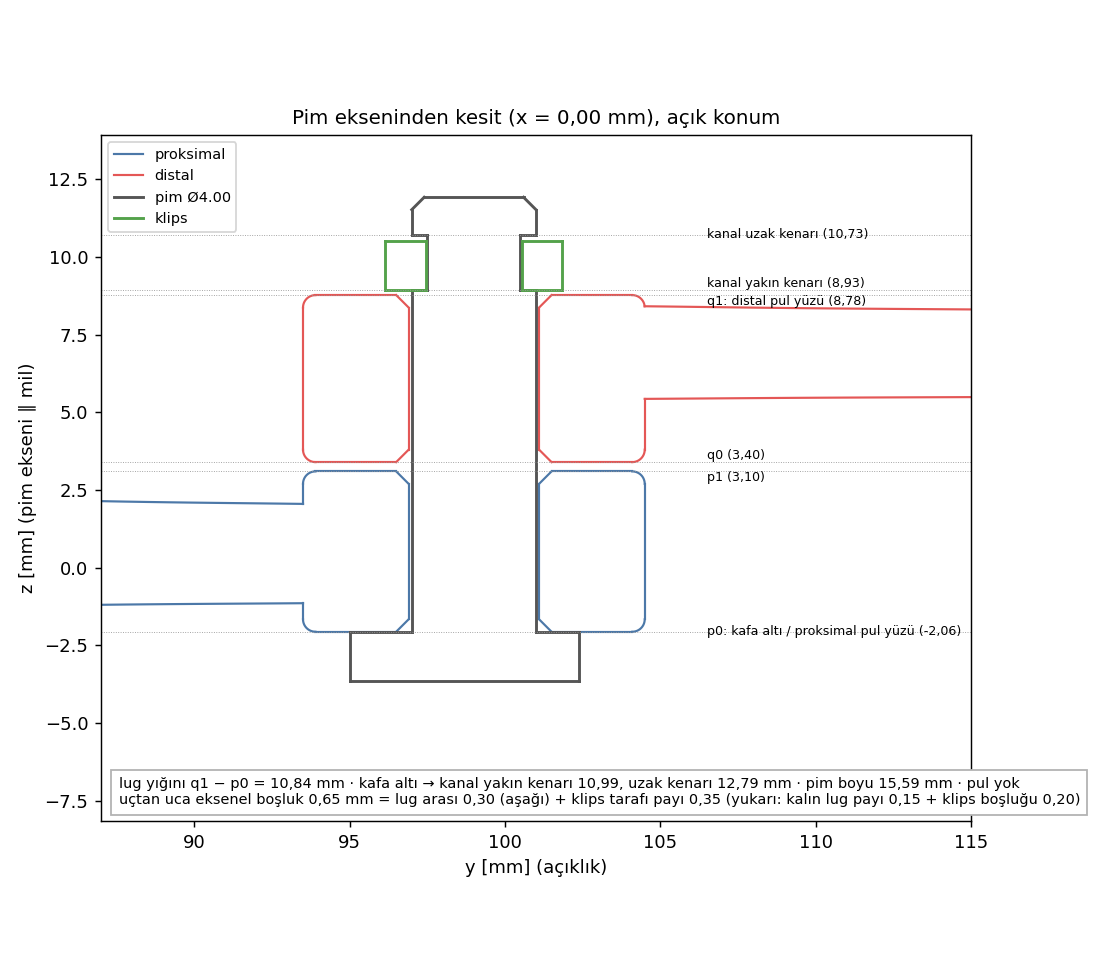 Pim ekseninden kesit (x = 0,00 mm), açık konum
proksimal
distal
pim Ø4.00
klips
12.5
10.0
7.5
5.0
2.5
0.0
−2.5
−5.0
−7.5
z [mm] (pim ekseni ∥ mil)
kanal uzak kenarı (10,73)
kanal yakın kenarı (8,93)
q1: distal pul yüzü (8,78)
q0 (3,40)
p1 (3,10)
p0: kafa altı / proksimal pul yüzü (-2,06)
lug yığını q1 − p0 = 10,84 mm · kafa altı → kanal yakın kenarı 10,99, uzak kenarı 12,79 mm · pim boyu 15,59 mm · pul yok
uçtan uca eksenel boşluk 0,65 mm = lug arası 0,30 (aşağı) + klips tarafı payı 0,35 (yukarı: kalın lug payı 0,15 + klips boşluğu 0,20)
90
95
100
105
110
115
y [mm] (açıklık)